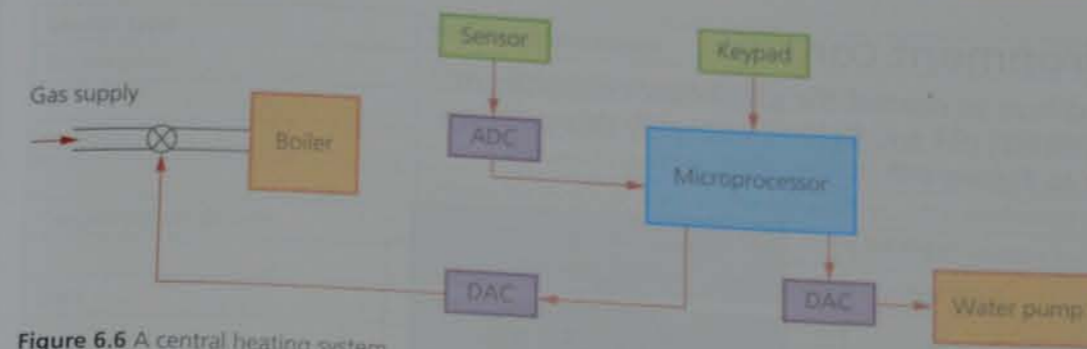 Sensor
Keypad
Gas supply
Boiler
ADC
Microprocessor
DAC
DAC
Water pump
Figure 6.6 A central heating system